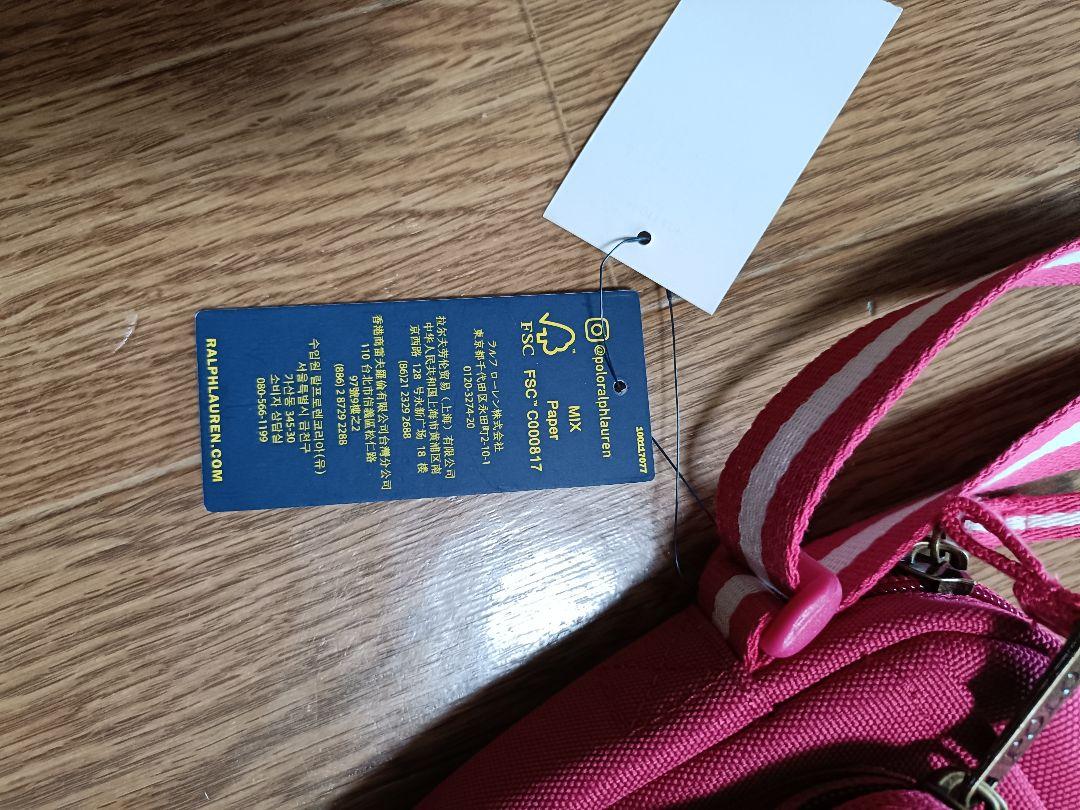 10211707T
@poloralphlauren
MIX
Paper
FSC FSC™ C000817
ラルフ ローレン株式会社
東京都千代田区永田町2-10-1
0120-3274-20
拉尔夫劳伦贸易（上海）有限公司
中华人民共和国上海市黄浦区南
京西路 128 号永新广场 18 楼
(86)21 2329 2688
香港商雷夫羅倫有限公司台灣分公司
110 台北市信義區松仁路
97號9樓之2
(886) 2 8729 2288
수입원 랄프로렌코리아(유)
서울특별시 금천구
가산동 345-30
소비자 상담실
080-566-1199
RALPHLAUREN.COM